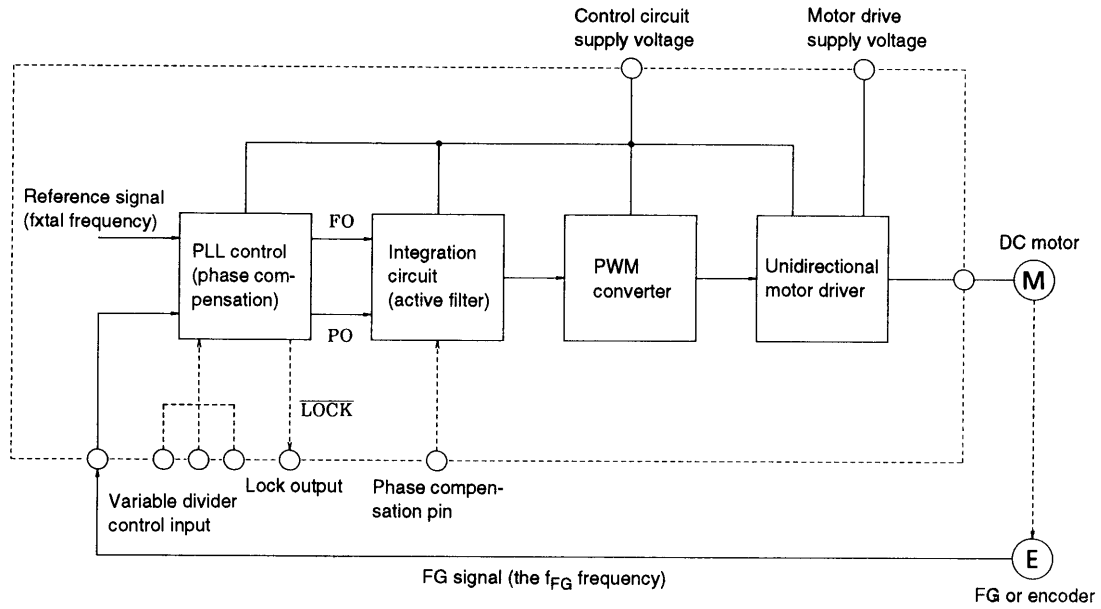 Control circuit
supply voltage
Motor drive
supply voltage
Reference signal
(fxtal frequency)
PLL control
(phase com-
pensation)
FO
PO
Integration
circuit
(active filter)
PWM
converter
Unidirectional
motor driver
DC motor
M
LOCK
Variable divider
control input
Lock output
Phase compen-
sation pin
FG signal (the fFG frequency)
E
FG or encoder